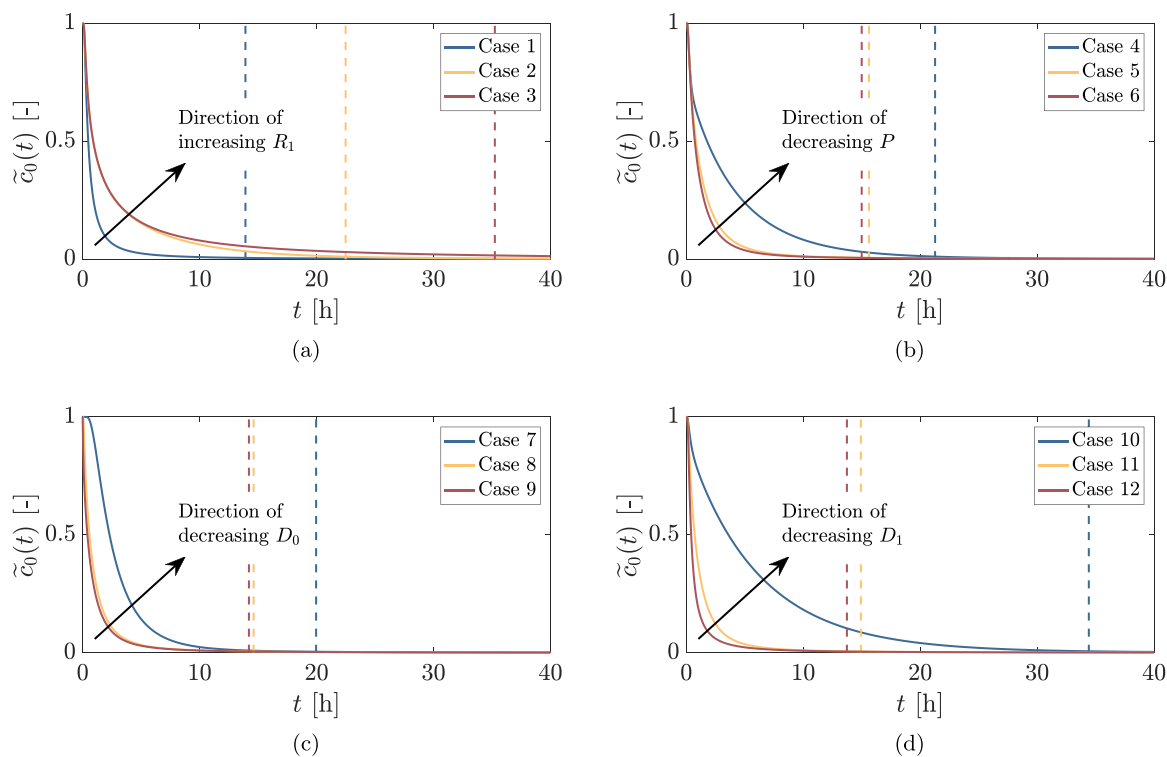 1
0.5
0
c̃₀(t) [-]
Case 1
Case 2
Case 3
Direction of
increasing R₁
0 10 20 30 40
t [h]
(a)
1
0.5
0
c̃₀(t) [-]
Case 4
Case 5
Case 6
Direction of
decreasing P
0 10 20 30 40
t [h]
(b)
1
0.5
0
c̃₀(t) [-]
Case 7
Case 8
Case 9
Direction of
decreasing D₀
0 10 20 30 40
t [h]
(c)
1
0.5
0
c̃₀(t) [-]
Case 10
Case 11
Case 12
Direction of
decreasing D₁
0 10 20 30 40
t [h]
(d)